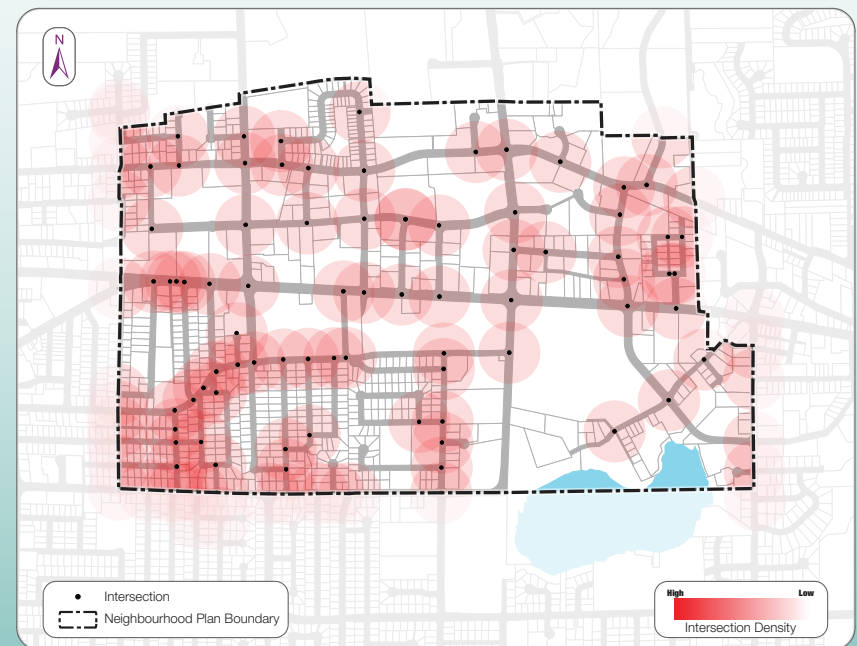 N
Intersection
Neighbourhood Plan Boundary
High Low
Intersection Density